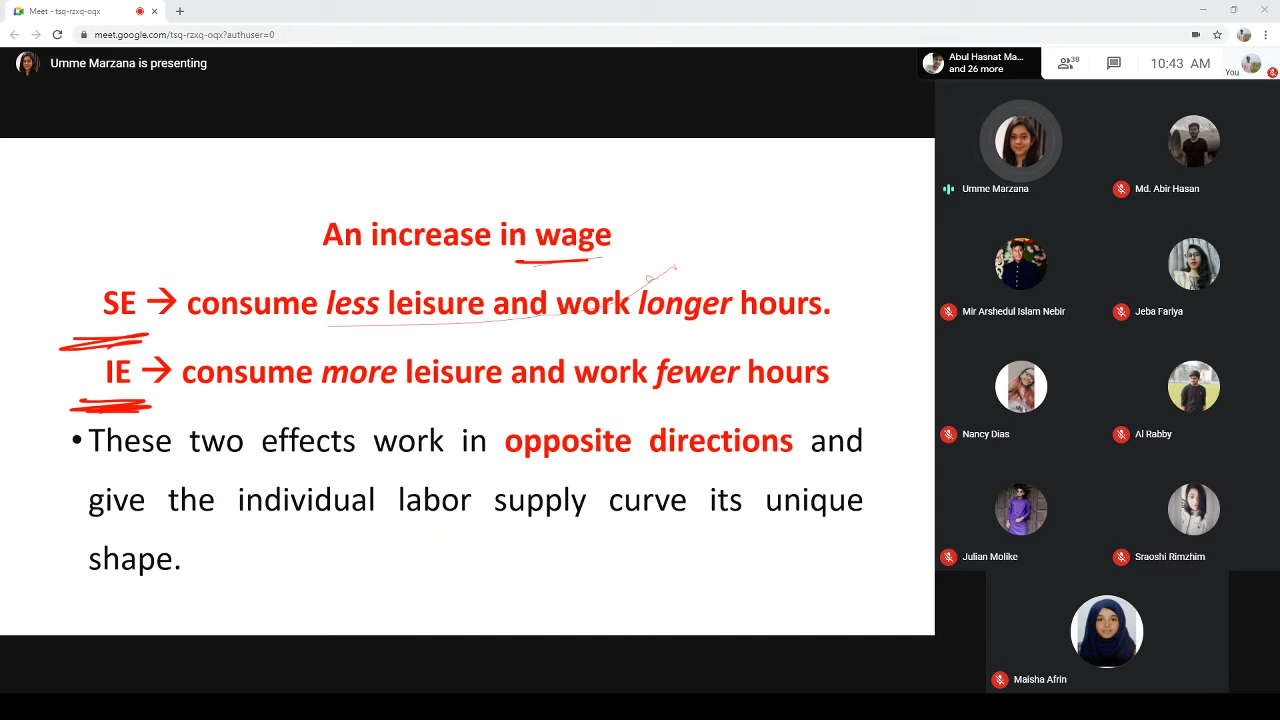 Meet - tsq-rzxq-oqx
meet.google.com/tsq-rzxq-oqx?authuser=0
Umme Marzana is presenting
Abul Hasnat Ma...
and 26 more
38
10:43 AM
You
An increase in wage
SE → consume less leisure and work longer hours.
IE → consume more leisure and work fewer hours
• These two effects work in opposite directions and
give the individual labor supply curve its unique
shape.
Umme Marzana
Md. Abir Hasan
Mir Arshedul Islam Nebir
Jeba Fariya
Nancy Dias
Al Rabby
Julian Molike
Sraoshi Rimzhim
Maisha Afrin